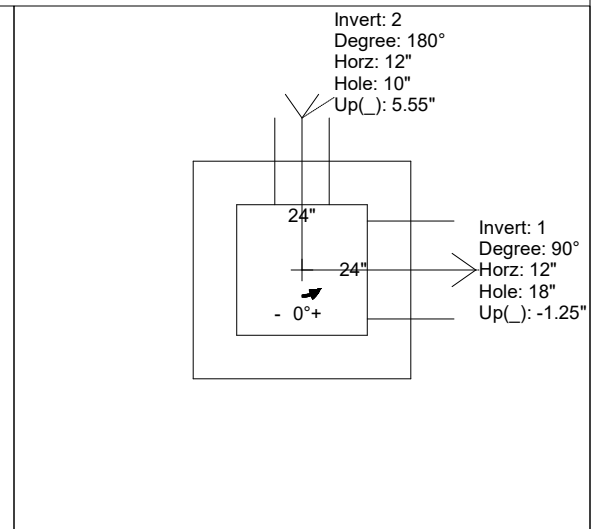 Invert: 2
Degree: 180°
Horz: 12"
Hole: 10"
Up(_): 5.55"
24"
24"
Invert: 1
Degree: 90°
Horz: 12"
Hole: 18"
Up(_): -1.25"
- 0°+